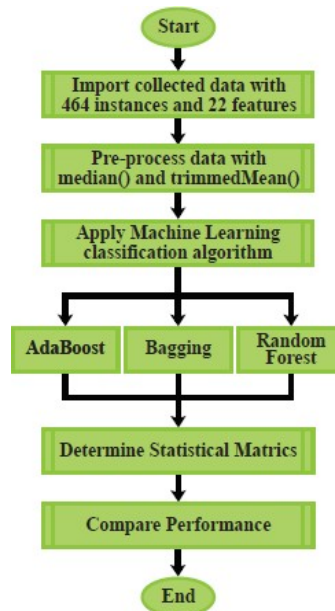 Start
Import collected data with
464 instances and 22 features
Pre-process data with
median() and trimmedMean()
Apply Machine Learning
classification algorithm
AdaBoost
Bagging
Random
Forest
Determine Statistical Matrics
Compare Performance
End